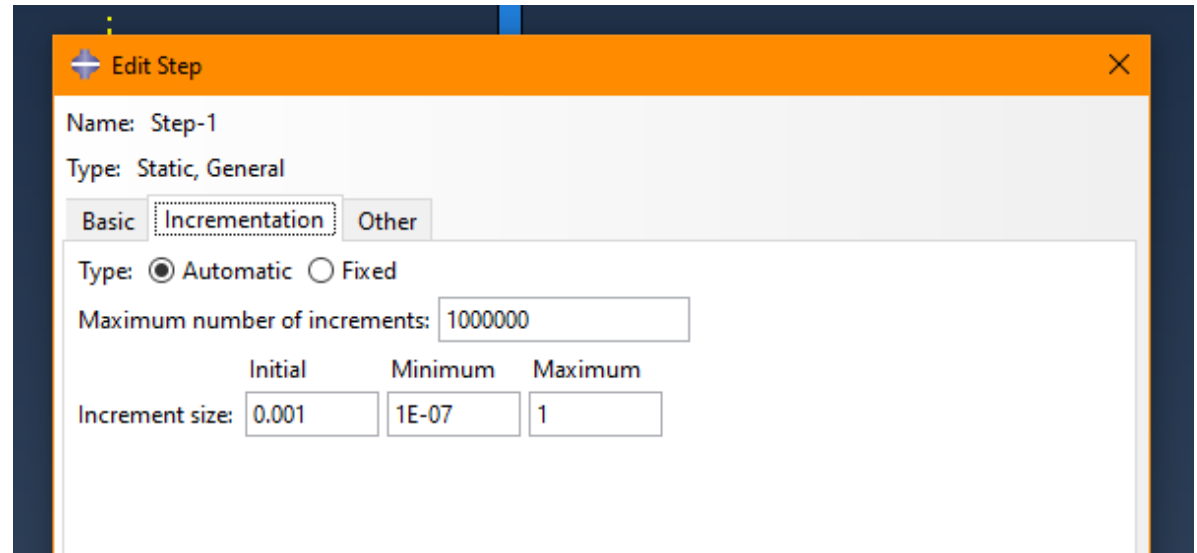 Edit Step
Name: Step-1
Type: Static, General
Basic Incrementation Other
Type: Automatic Fixed
Maximum number of increments: 1000000
Initial Minimum Maximum
Increment size: 0.001 1E-07 1